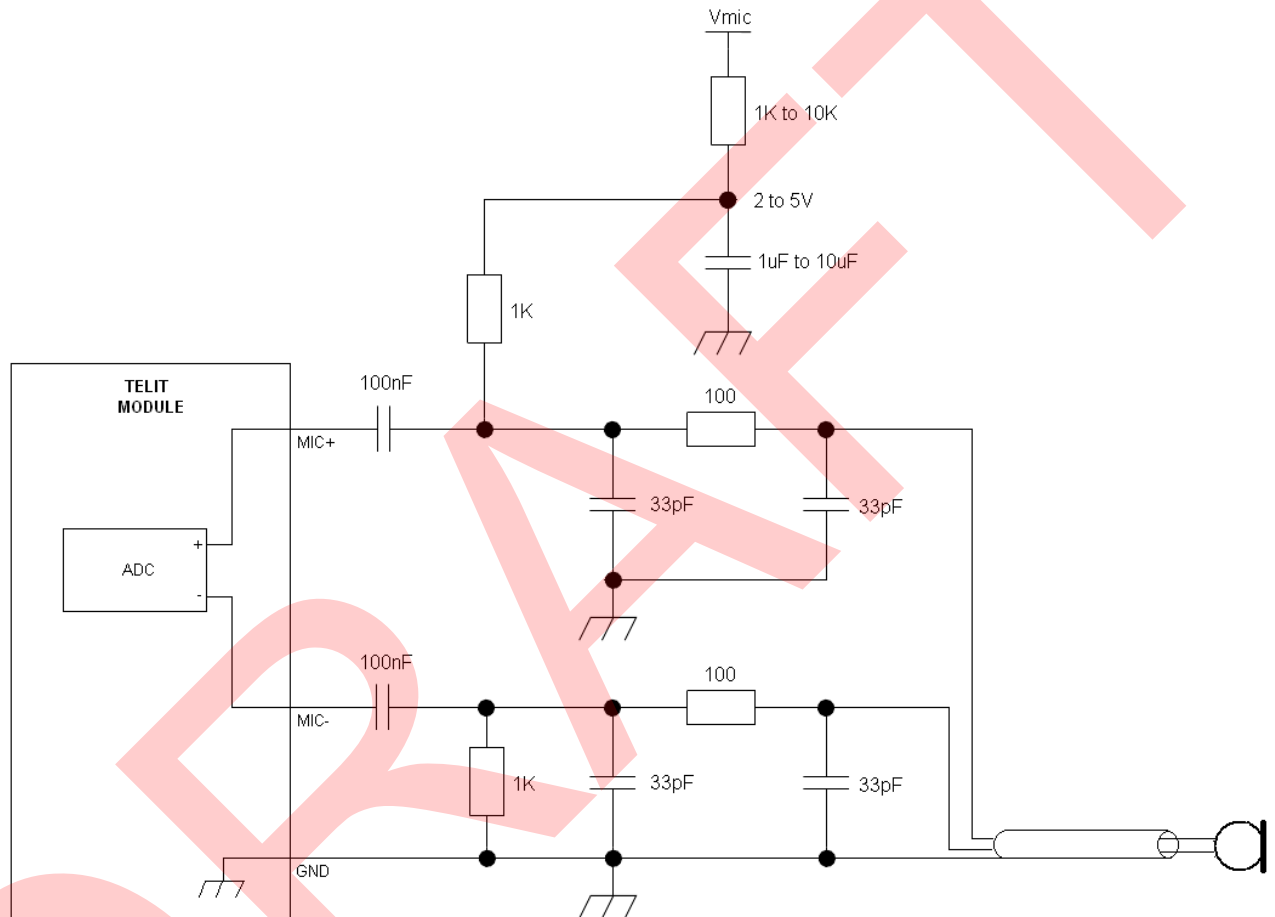 Vmic
1K to 10K
2 to 5V
1uF to 10uF
1K
TELIT
MODULE
100nF
100
MIC+
33pF
33pF
+
ADC
-
100nF
100
MIC-
1K
33pF
33pF
GND
DRAFT